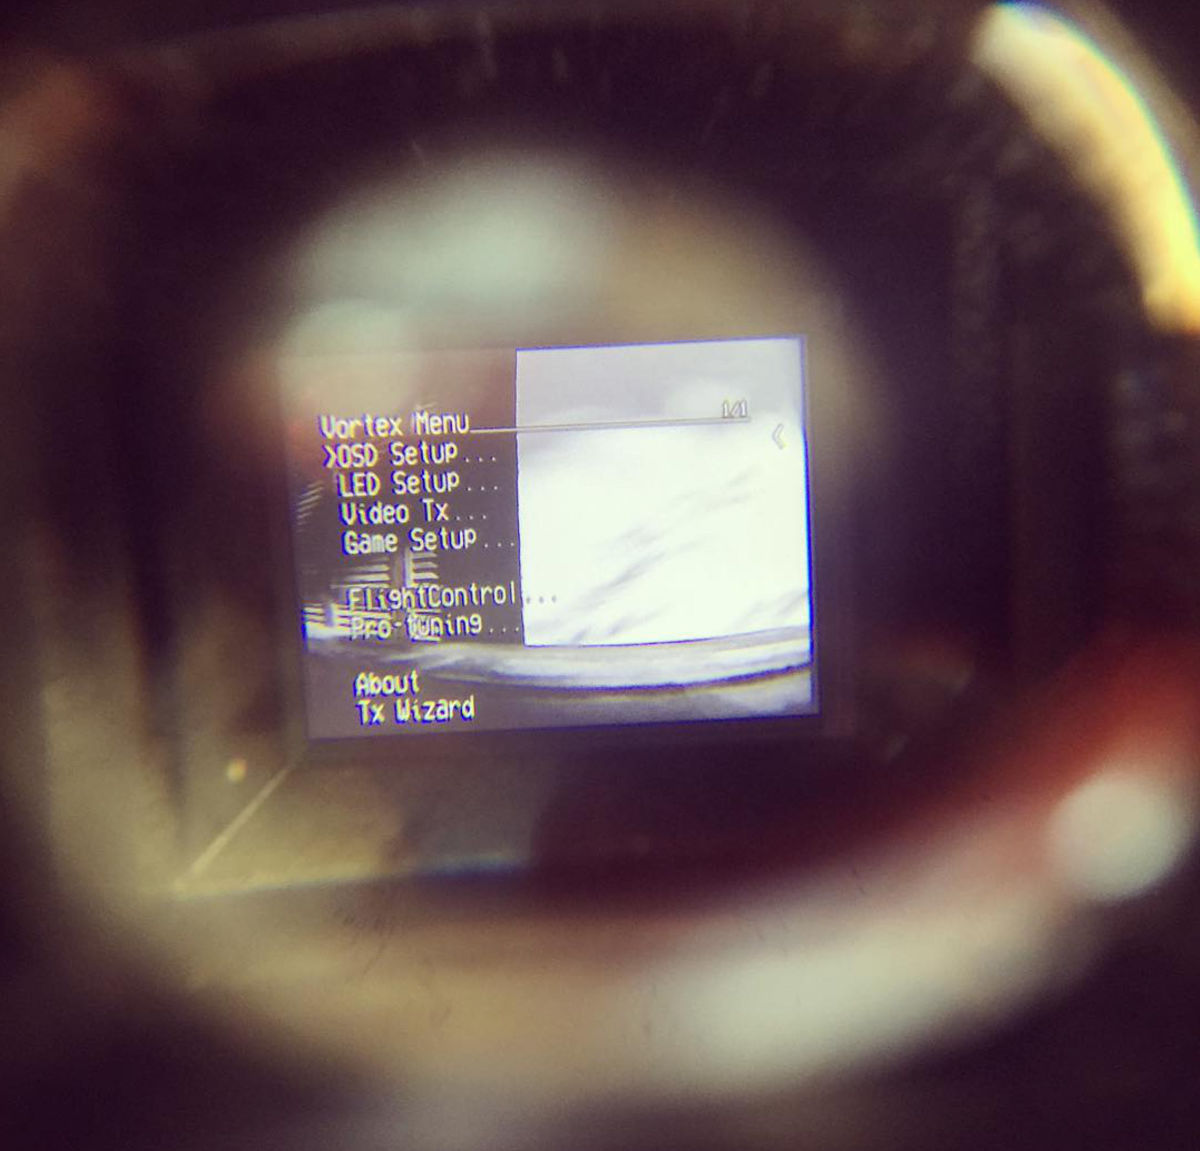 Vortex Menu 1/1
>OSD Setup... <
LED Setup...
Video Tx...
Game Setup...
FlightControl...
Pro-tuning...
About
Tx Wizard